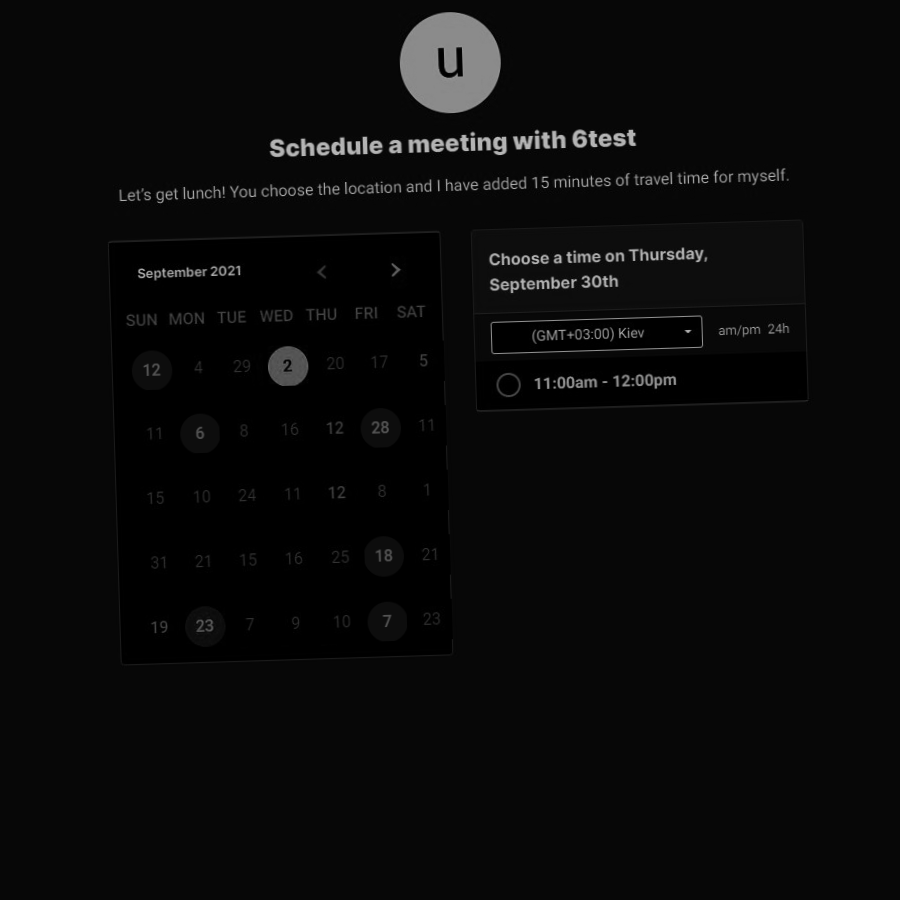 u
Schedule a meeting with 6test
Let's get lunch! You choose the location and I have added 15 minutes of travel time for myself.
September 2021
SUN MON TUE WED THU FRI SAT
12 4 29 2 20 17 5
11 6 8 16 12 28 11
15 10 24 11 12 8 1
31 21 15 16 25 18 21
19 23 7 9 10 7 23
Choose a time on Thursday,
September 30th
(GMT+03:00) Kiev am/pm 24h
11:00am - 12:00pm